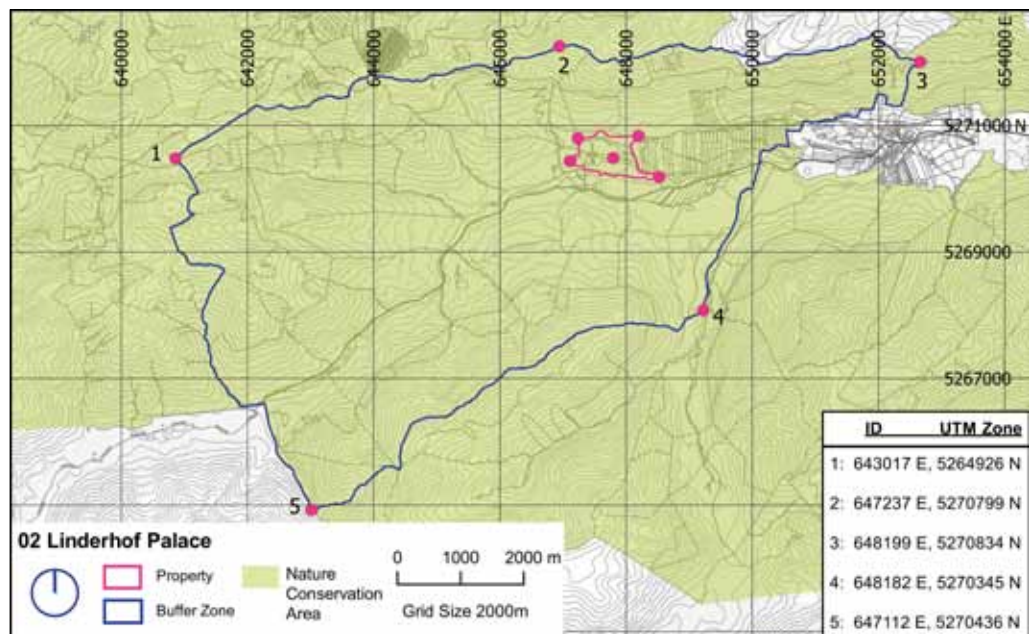 640000
642000
644000
646000
648000
650000
652000
654000 E
2
3
5271000 N
1
5269000
4
5267000
5
02 Linderhof Palace
Property
Buffer Zone
Nature
Conservation
Area
0 1000 2000 m
Grid Size 2000m
ID UTM Zone
1: 643017 E, 5264926 N
2: 647237 E, 5270799 N
3: 648199 E, 5270834 N
4: 648182 E, 5270345 N
5: 647112 E, 5270436 N